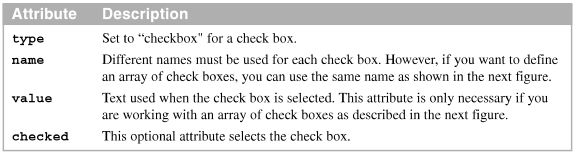 Attribute Description
type Set to “checkbox" for a check box.
name Different names must be used for each check box. However, if you want to define
an array of check boxes, you can use the same name as shown in the next figure.
value Text used when the check box is selected. This attribute is only necessary if you
are working with an array of check boxes as described in the next figure.
checked This optional attribute selects the check box.